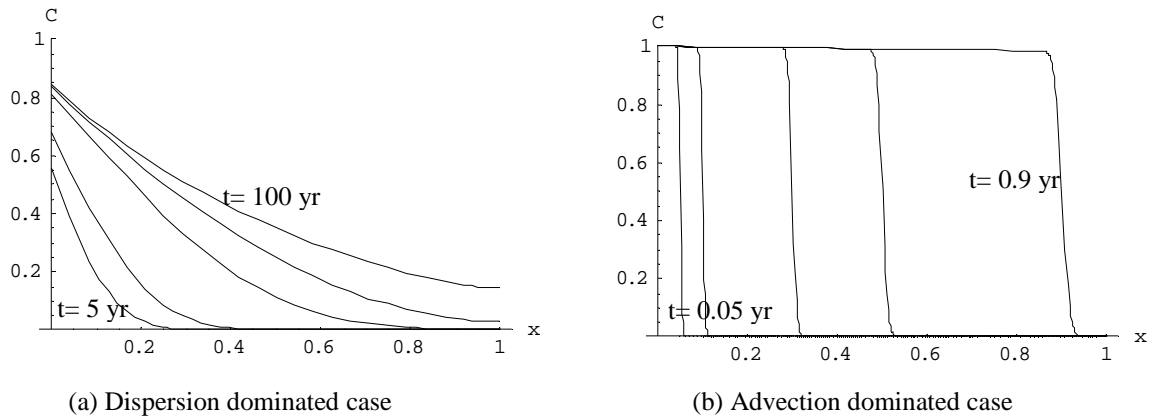 C
1
0.8
0.6
0.4
0.2
t= 100 yr
t= 5 yr
0.2 0.4 0.6 0.8 1
x
(a) Dispersion dominated case
C
1
0.8
0.6
0.4
0.2
t= 0.9 yr
t= 0.05 yr
0.2 0.4 0.6 0.8 1
x
(b) Advection dominated case